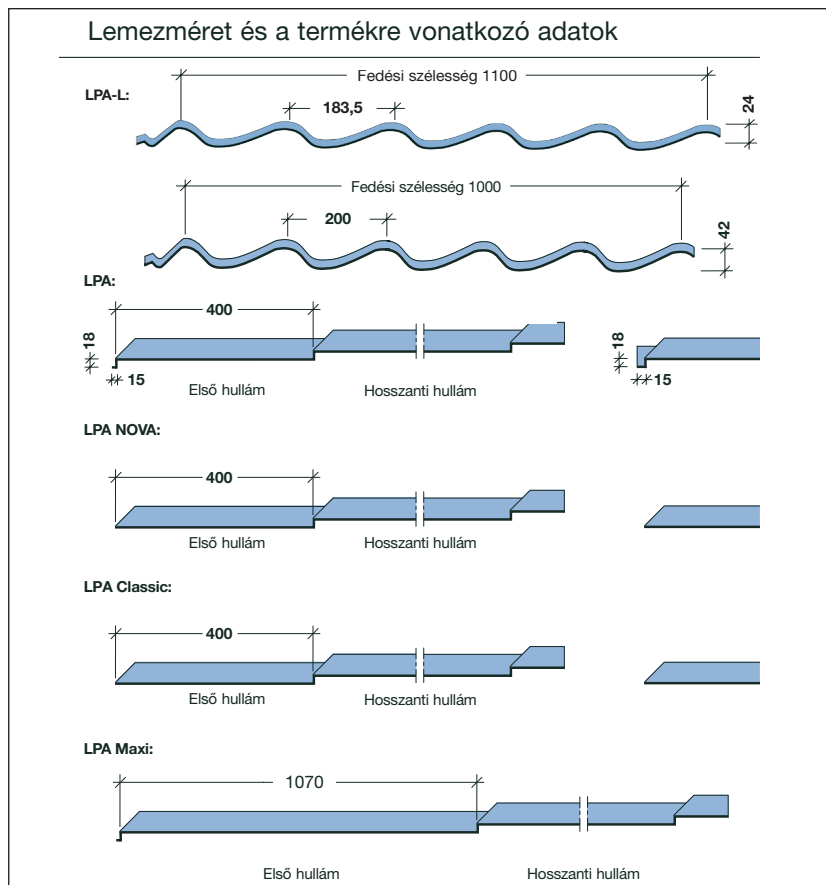 Lemezméret és a termékre vonatkozó adatok
Fedési szélesség 1100
LPA-L:
183,5
24
Fedési szélesség 1000
200
42
LPA:
400
18
15
Első hullám
Hosszanti hullám
18
15
LPA NOVA:
400
Első hullám
Hosszanti hullám
LPA Classic:
400
Első hullám
Hosszanti hullám
LPA Maxi:
1070
Első hullám
Hosszanti hullám